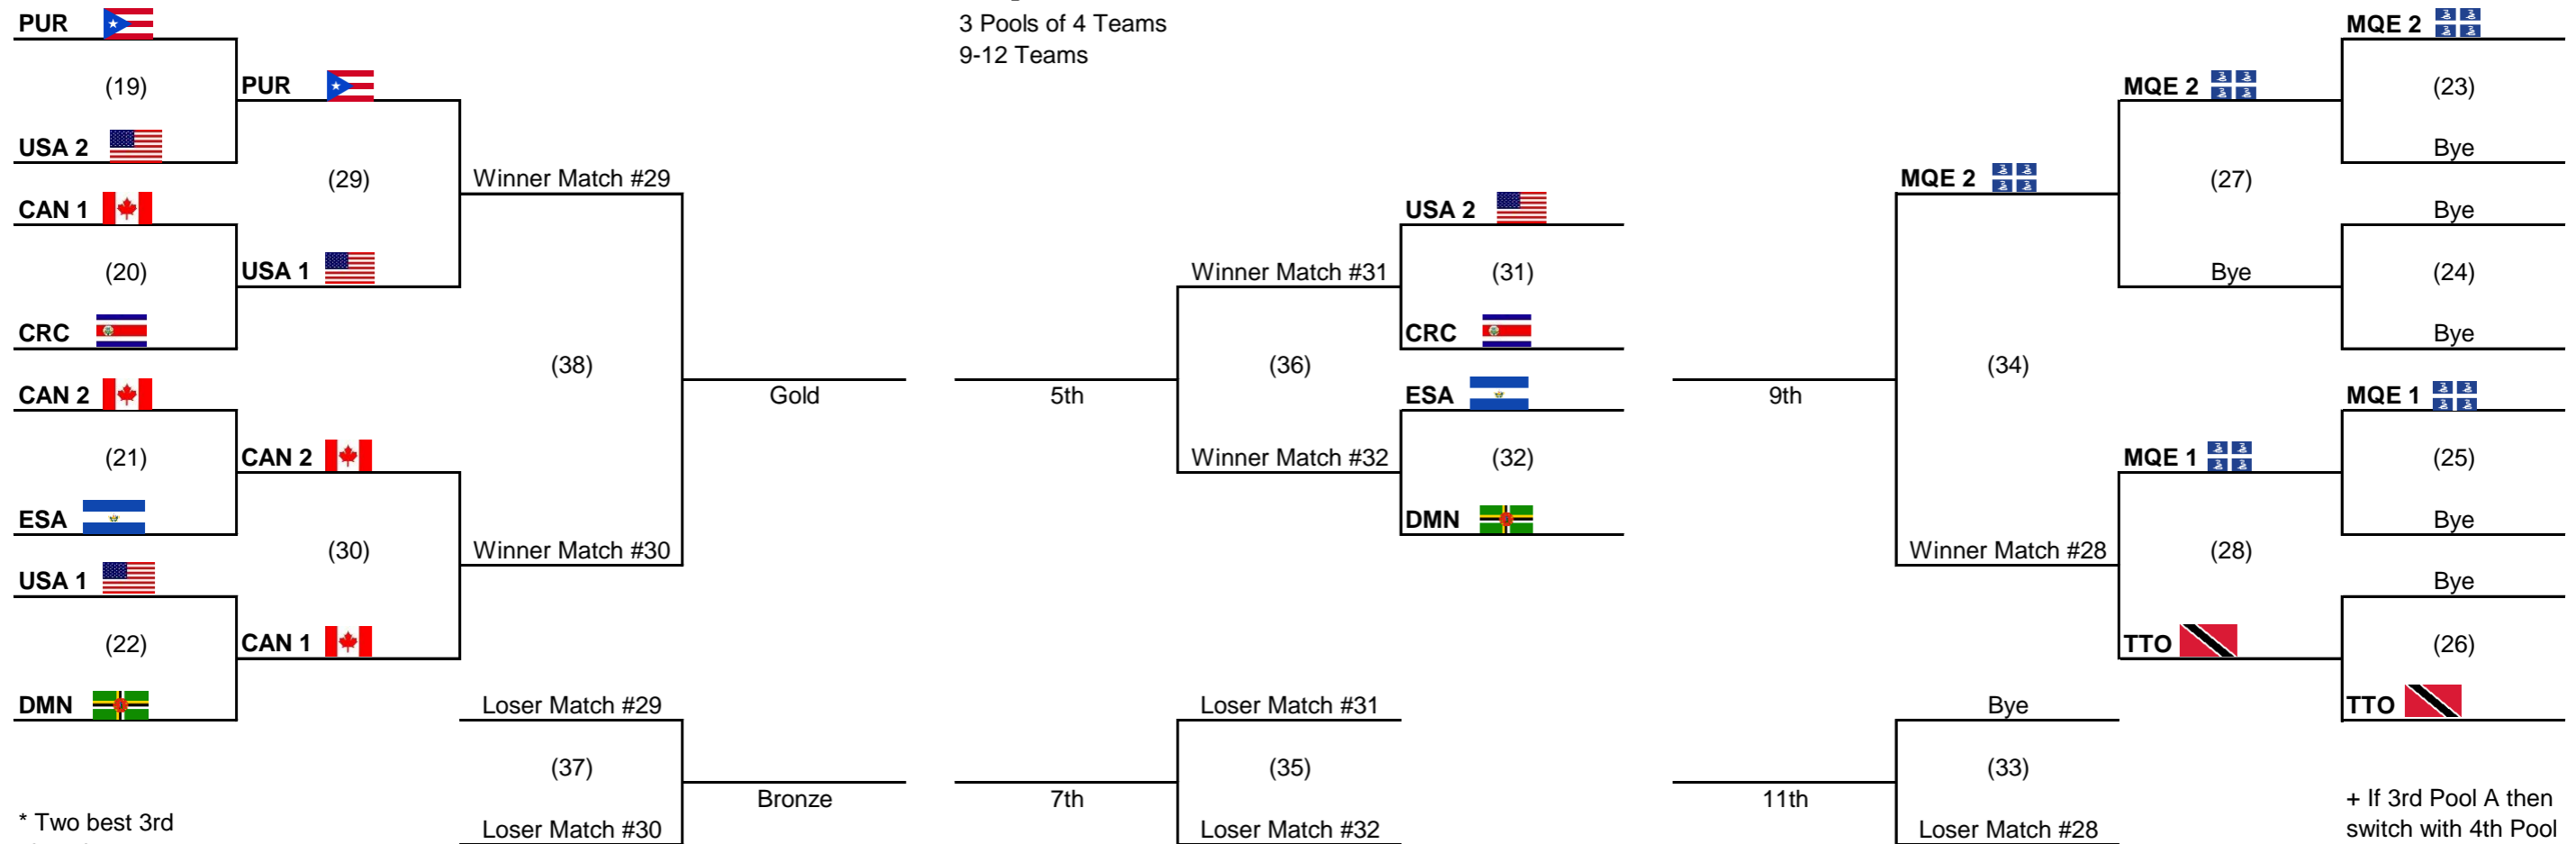 PUR
3 Pools of 4 Teams
9-12 Teams
MQE 2
(19)
PUR
MQE 2
(23)
USA 2
Bye
(29)
Winner Match #29
MQE 2
(27)
CAN 1
USA 2
Bye
(20)
USA 1
Winner Match #31
(31)
Bye
(24)
CRC
CRC
Bye
(38)
(36)
(34)
CAN 2
Gold
5th
ESA
9th
MQE 1
(21)
CAN 2
Winner Match #32
(32)
MQE 1
(25)
ESA
DMN
Bye
(30)
Winner Match #30
Winner Match #28
(28)
USA 1
Bye
(22)
CAN 1
TTO
(26)
DMN
Loser Match #29
Loser Match #31
Bye
TTO
(37)
(35)
(33)
Bronze
7th
11th
+ If 3rd Pool A then
* Two best 3rd
Loser Match #30
Loser Match #32
Loser Match #28
switch with 4th Pool